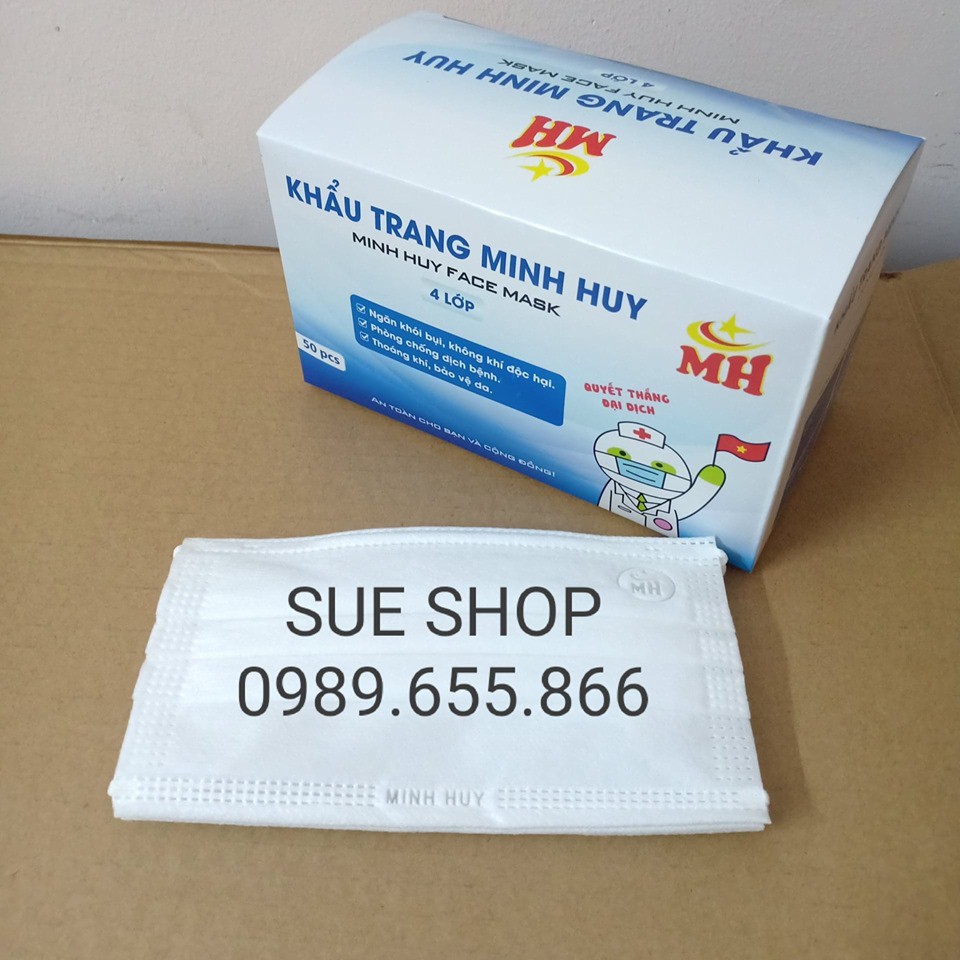 KHẨU TRANG MINH HUY
MINH HUY FACE MASK
4 LỚP
MH
KHẨU TRANG MINH HUY
MINH HUY FACE MASK
4 LỚP
Ngăn khói bụi, không khí độc hại.
Phòng chống dịch bệnh.
Thoáng khí, bảo vệ da.
50 pcs
AN TOÀN CHO BẠN VÀ CỘNG ĐỒNG!
MH
QUYẾT THẮNG
ĐẠI DỊCH
MH
SUE SHOP
0989.655.866
MINH HUY